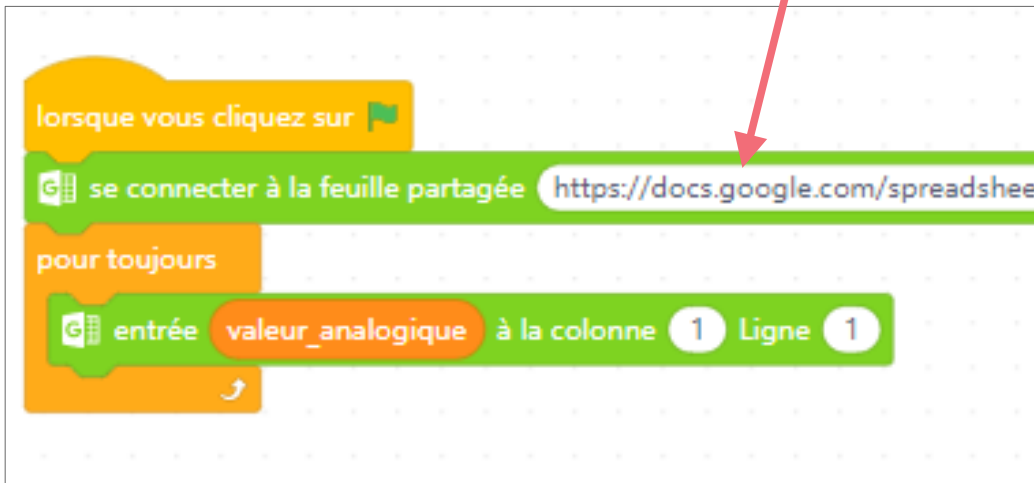 lorsque vous cliquez sur
G se connecter à la feuille partagée https://docs.google.com/spreadshee
pour toujours
G entrée valeur_analogique à la colonne 1 Ligne 1